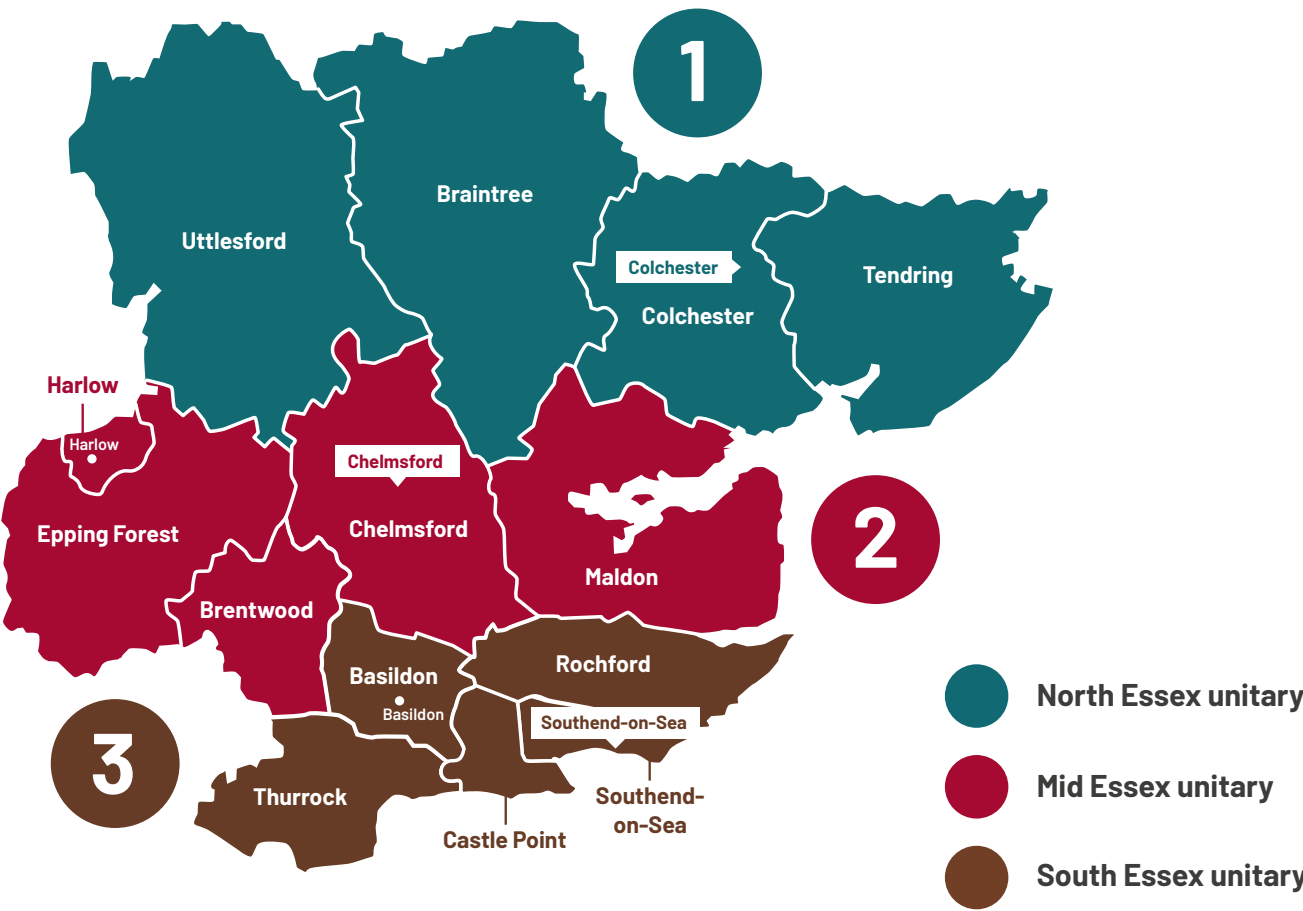 1
Braintree
Uttlesford
Colchester
Tendring
Colchester
Harlow
Harlow
Chelmsford
Epping Forest
Chelmsford
2
Maldon
Brentwood
Rochford
Basildon
Basildon
Southend-on-Sea
3
Thurrock
Southend-
on-Sea
Castle Point
North Essex unitary
Mid Essex unitary
South Essex unitary